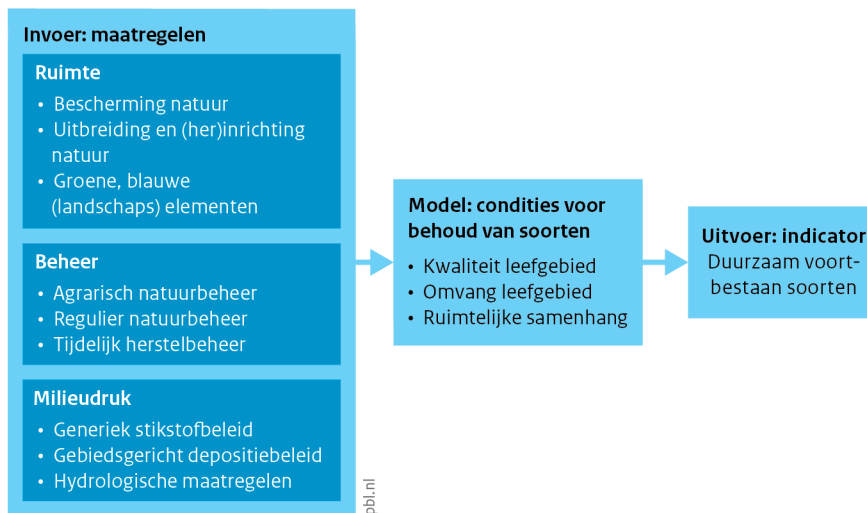 Invoer: maatregelen
Ruimte
• Bescherming natuur
• Uitbreiding en (her)inrichting
natuur
• Groene, blauwe
(landschaps) elementen
Beheer
• Agrarisch natuurbeheer
• Regulier natuurbeheer
• Tijdelijk herstelbeheer
Milieudruk
• Generiek stikstofbeleid
• Gebiedsgericht depositiebeleid
• Hydrologische maatregelen
pbl.nl
Model: condities voor
behoud van soorten
• Kwaliteit leefgebied
• Omvang leefgebied
• Ruimtelijke samenhang
Uitvoer: indicator
Duurzaam voort-
bestaan soorten